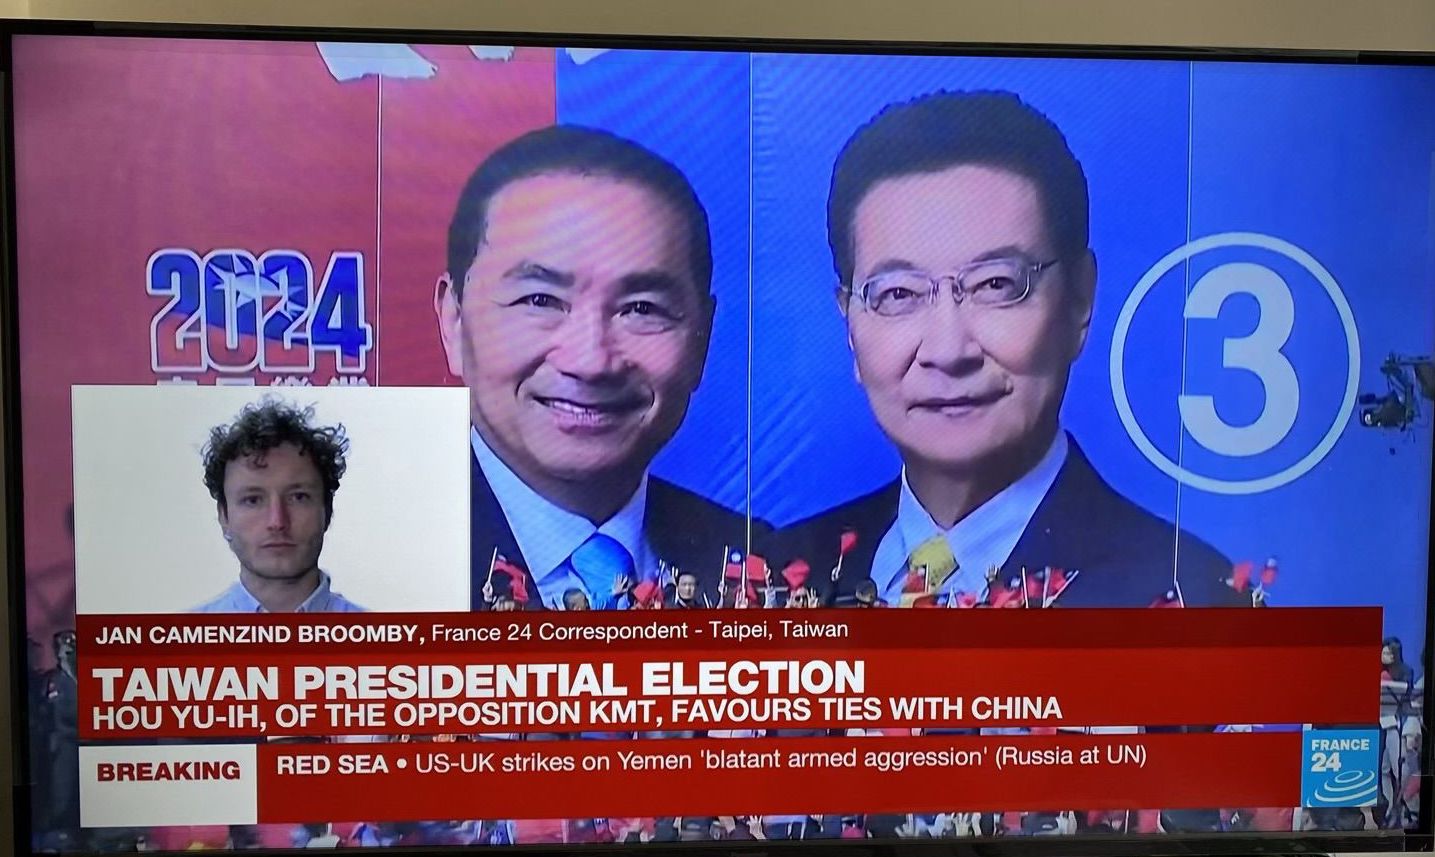 2024
3
JAN CAMENZIND BROOMBY, France 24 Correspondent - Taipei, Taiwan
TAIWAN PRESIDENTIAL ELECTION
HOU YU-IH, OF THE OPPOSITION KMT, FAVOURS TIES WITH CHINA
BREAKING
RED SEA • US-UK strikes on Yemen 'blatant armed aggression' (Russia at UN)
FRANCE
24